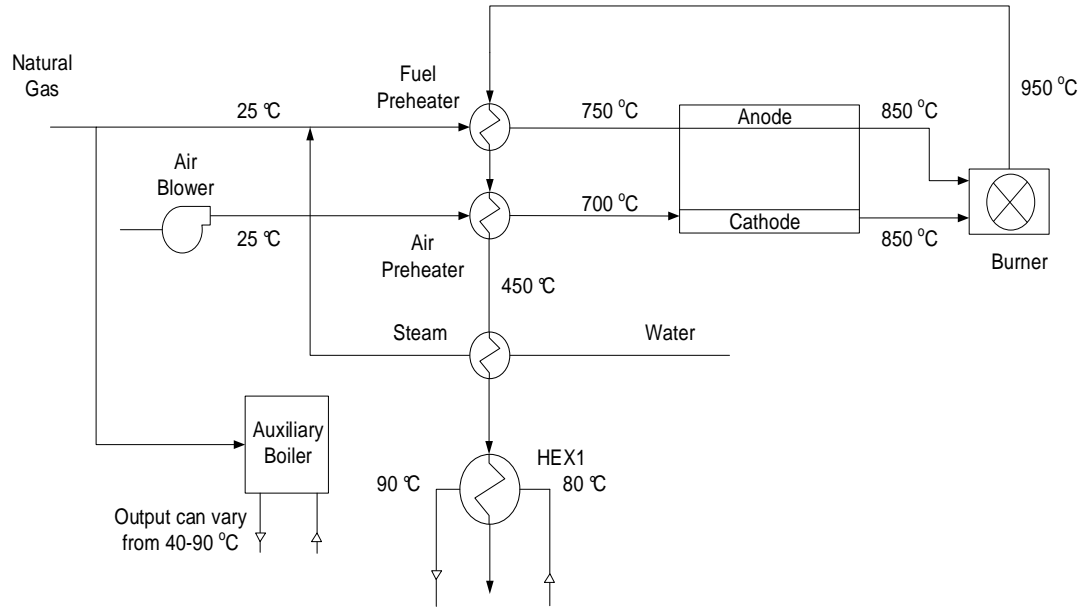 Natural
Gas
25 °C
Fuel
Preheater
750 °C
Anode
850 °C
950 °C
Air
Blower
25 °C
Air
Preheater
700 °C
Cathode
850 °C
Burner
450 °C
Steam
Water
Auxiliary
Boiler
HEX1
90 °C
80 °C
Output can vary
from 40-90 °C